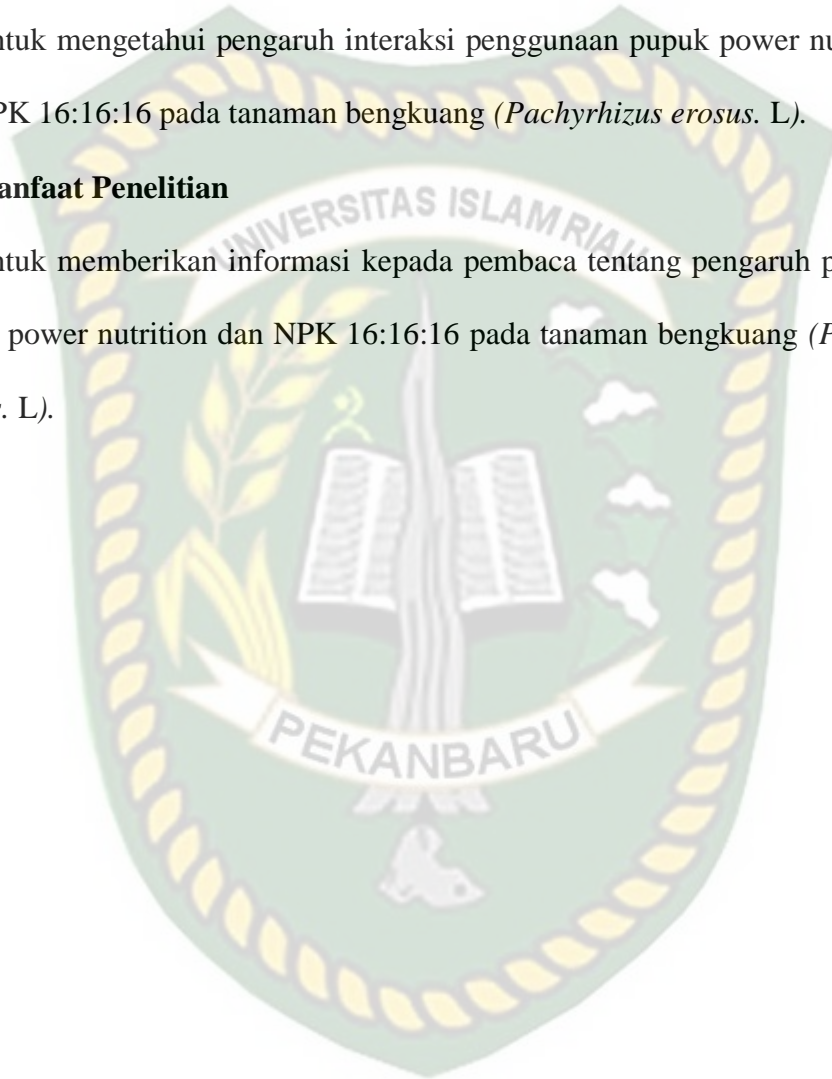 ntuk mengetahui pengaruh interaksi penggunaan pupuk power nu
PK 16:16:16 pada tanaman bengkuang (Pachyrhizus erosus. L).
anfaat Penelitian
UNIVERSITAS ISLAM RIAU
ntuk memberikan informasi kepada pembaca tentang pengaruh p
power nutrition dan NPK 16:16:16 pada tanaman bengkuang (P
. L).
PEKANBARU